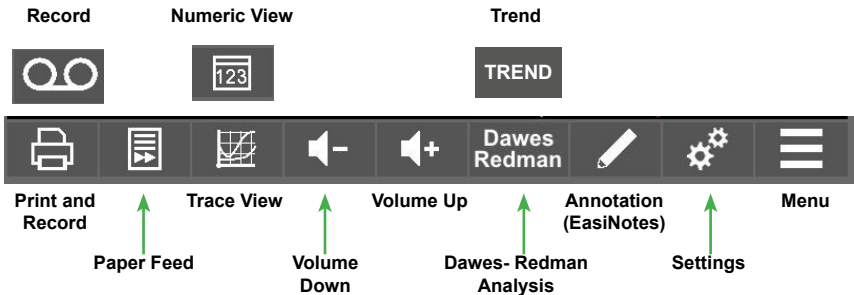 Record
Numeric View
Trend
123
TREND
Dawes
Redman
Print and
Record
Trace View
Volume Up
Annotation
(EasiNotes)
Menu
Paper Feed
Volume
Down
Dawes- Redman
Analysis
Settings